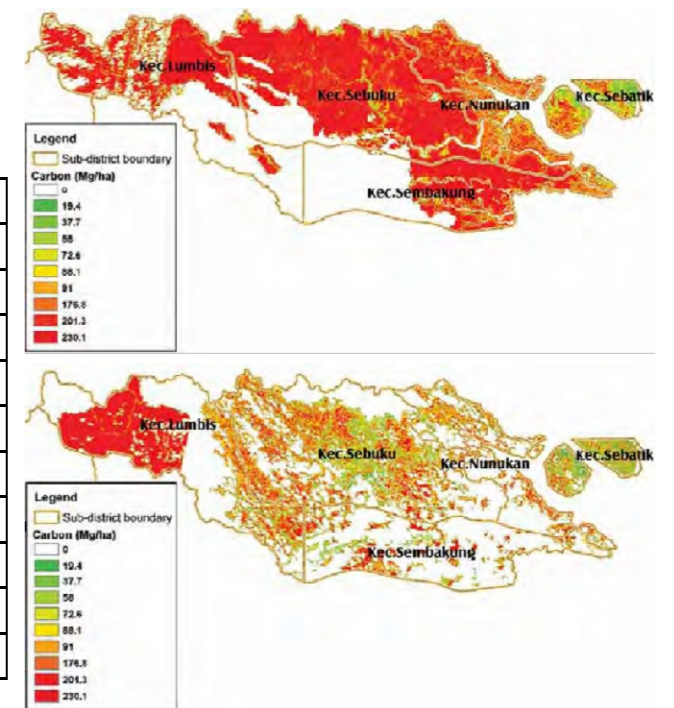 Kec.Lumbis
Kec.Sebuku
Kec.Nunukan
Kec.Sebatik
Kec.Sembakung
Legend
Sub-district boundary
Carbon (Mg/ha)
0
19.4
37.7
58
72.6
88.1
91
176.8
201.3
230.1
Kec.Lumbis
Kec.Sebuku
Kec.Nunukan
Kec.Sebatik
Kec.Sembakung
Legend
Sub-district boundary
Carbon (Mg/ha)
0
19.4
37.7
58
72.6
88.1
91
176.8
201.3
230.1